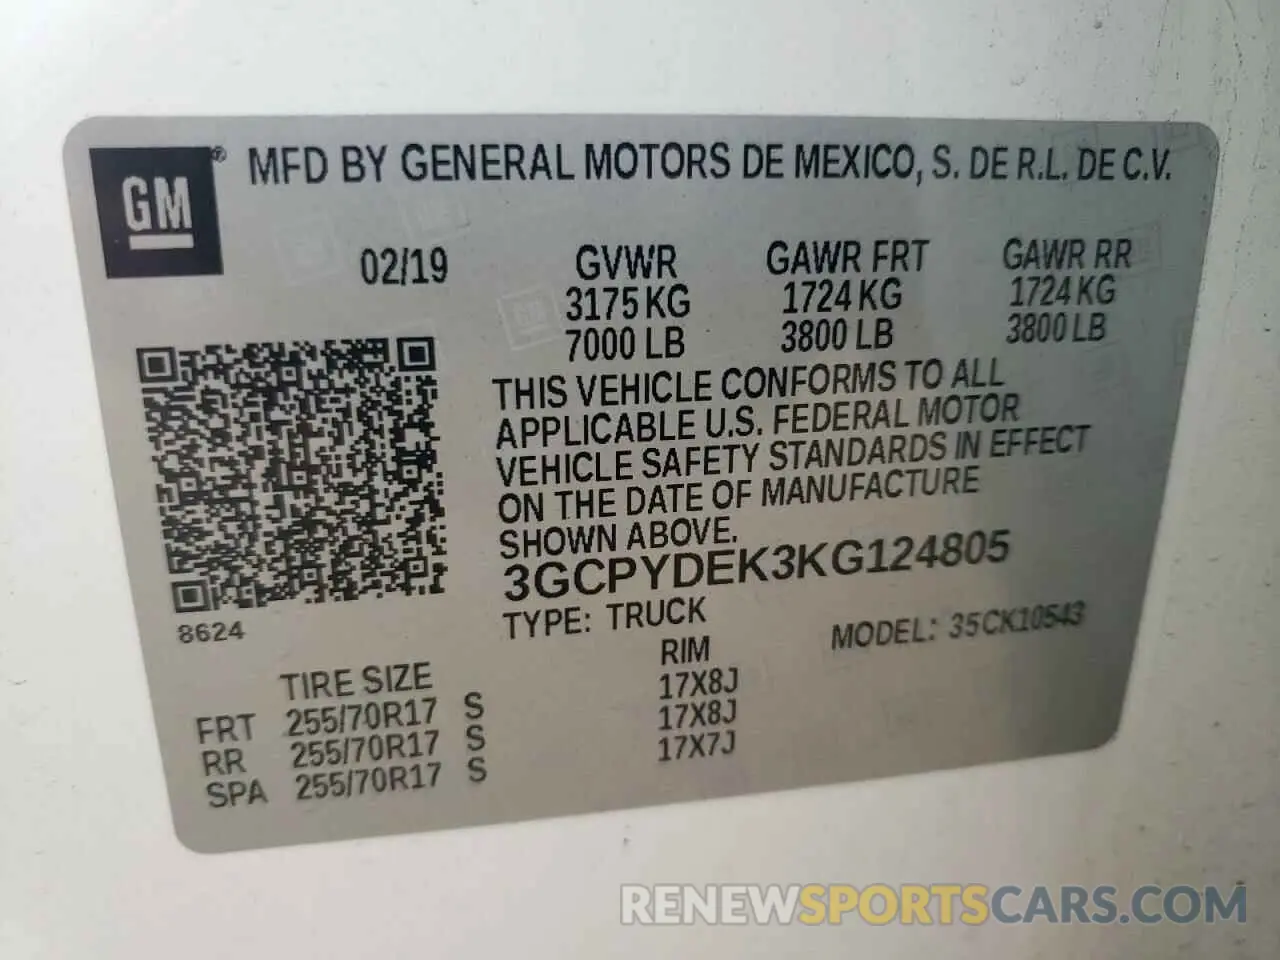 GM ® MFD BY GENERAL MOTORS DE MEXICO, S. DE R.L. DE C.V.
02/19 GVWR GAWR FRT GAWR RR
3175 KG 1724 KG 1724 KG
7000 LB 3800 LB 3800 LB
THIS VEHICLE CONFORMS TO ALL
APPLICABLE U.S. FEDERAL MOTOR
VEHICLE SAFETY STANDARDS IN EFFECT
ON THE DATE OF MANUFACTURE
SHOWN ABOVE.
3GCPYDEK3KG124805
8624 TYPE: TRUCK MODEL: 35CK10543
TIRE SIZE RIM
FRT 255/70R17 S 17X8J
RR 255/70R17 S 17X8J
SPA 255/70R17 S 17X7J
RENEWSPORTSCARS.COM